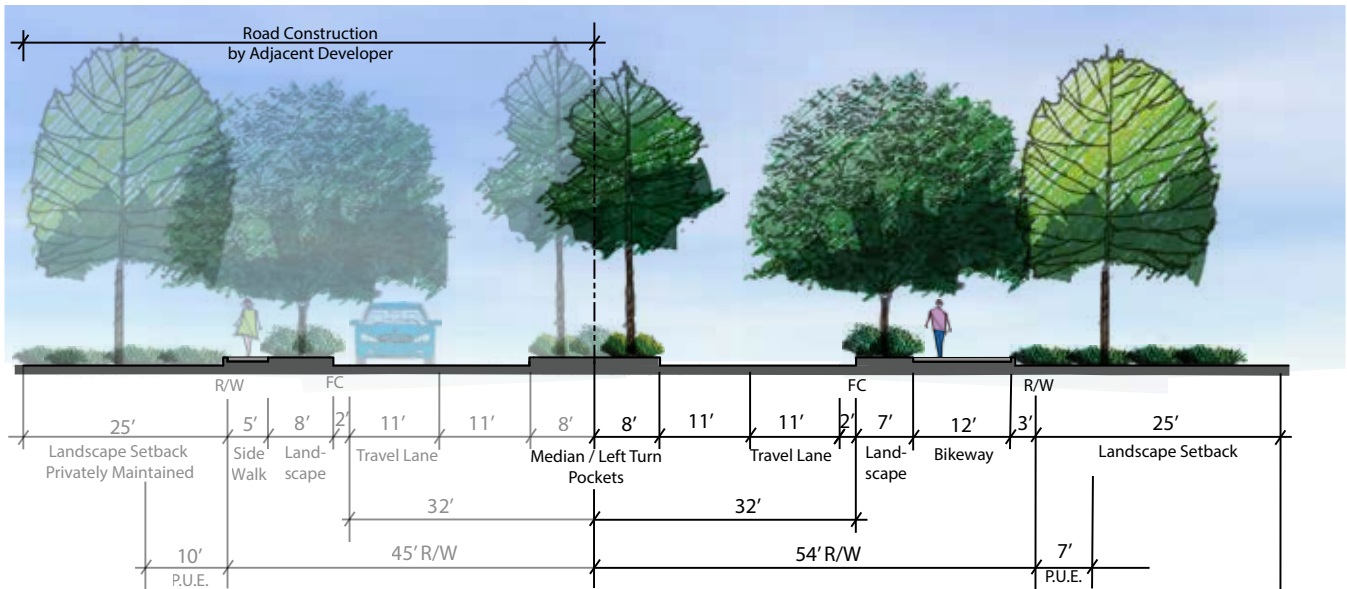 Road Construction
by Adjacent Developer
R/W
FC
FC
R/W
25’ 5’ 8’ 2’ 11’ 11’ 8’ 8’ 11’ 11’ 2’ 7’ 12’ 3’ 25’
Landscape Setback
Privately Maintained
Side
Walk
Land-
scape
Travel Lane
Median / Left Turn
Pockets
Travel Lane
Land-
scape
Bikeway
Landscape Setback
32’ 32’
10’
P.U.E.
45’ R/W
54’ R/W
7’
P.U.E.